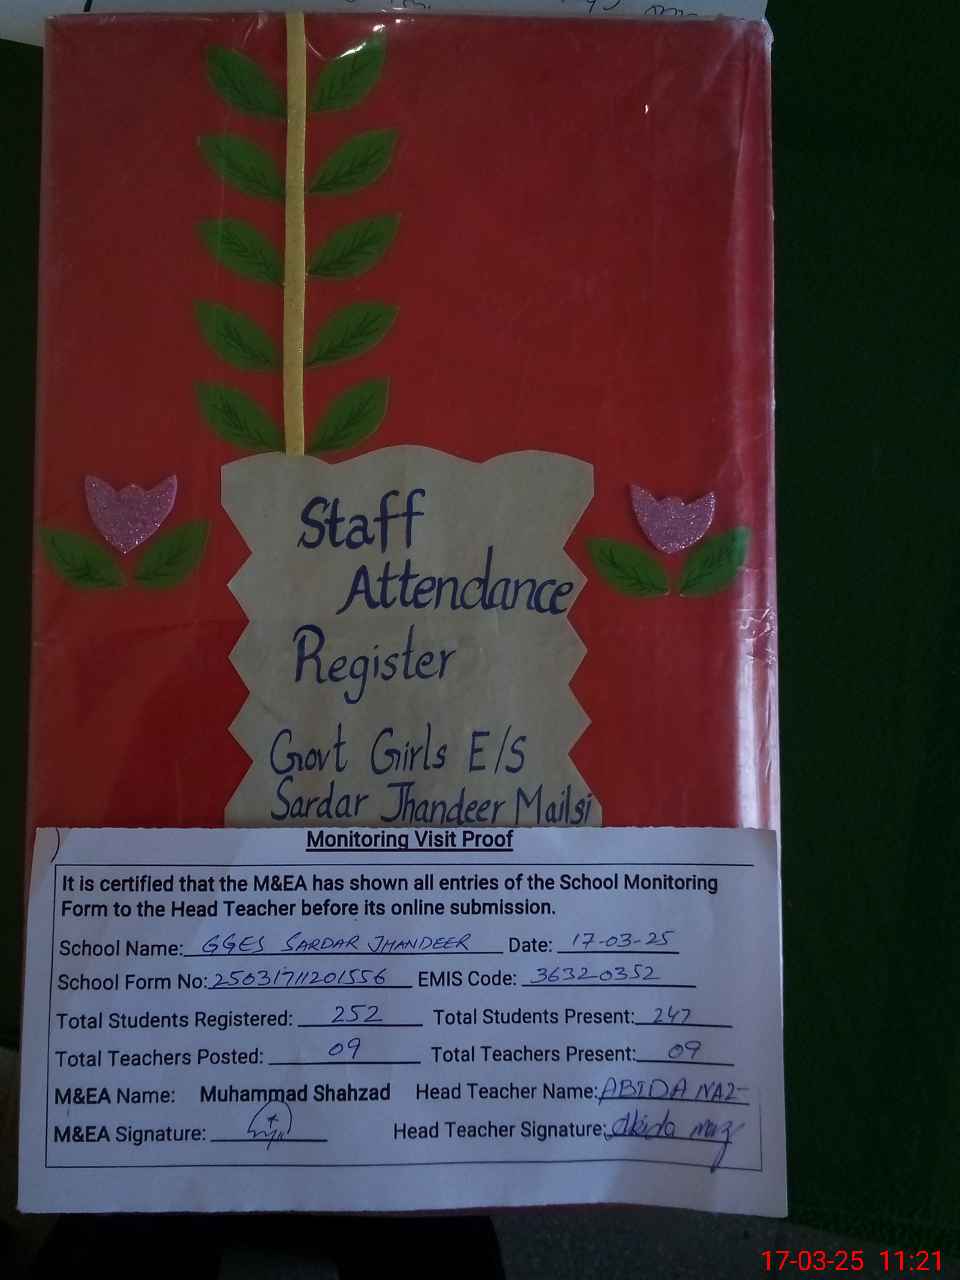 Staff
Attendance
Register
Govt Girls E/S
Sardar Jhandeer Mailsi
Monitoring Visit Proof
It is certified that the M&EA has shown all entries of the School Monitoring
Form to the Head Teacher before its online submission.
School Name: GGES SARDAR JHANDEER Date: 17-03-25
School Form No: 25031711201556 EMIS Code: 36320352
Total Students Registered: 252 Total Students Present: 247
Total Teachers Posted: 09 Total Teachers Present: 09
M&EA Name: Muhammad Shahzad Head Teacher Name: ABIDA NAZ
M&EA Signature: Head Teacher Signature: Abida naz
17-03-25 11:21